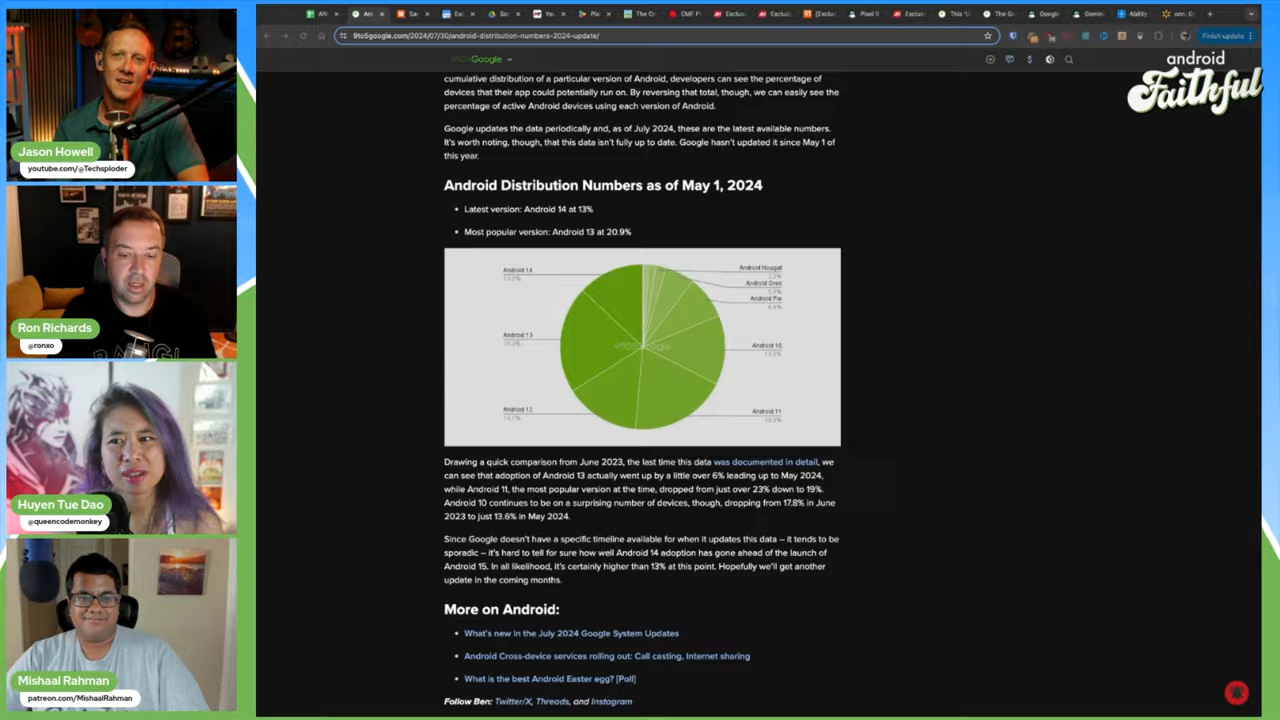 Jason Howell
youtube.com/@Techsploder
Ron Richards
@ronxo
Huyen Tue Dao
@queencodemonkey
Mishaal Rahman
patreon.com/MishaalRahman
android
Faithful
9to5google.com/2024/07/30/android-distribution-numbers-2024-update/
Finish update
9to5Google
cumulative distribution of a particular version of Android, developers can see the percentage of
devices that their app could potentially run on. By reversing that total, though, we can easily see the
percentage of active Android devices using each version of Android.
Google updates the data periodically and, as of July 2024, these are the latest available numbers.
It's worth noting, though, that this data isn't fully up to date. Google hasn't updated it since May 1 of
this year.
Android Distribution Numbers as of May 1, 2024
• Latest version: Android 14 at 13%
• Most popular version: Android 13 at 20.9%
Android 14
13.0%
Android 13
Android 12
Android Nougat
Android Oreo
Android Pie
Android 10
Android 11
Drawing a quick comparison from June 2023, the last time this data was documented in detail, we
can see that adoption of Android 13 actually went up by a little over 6% leading up to May 2024,
while Android 11, the most popular version at the time, dropped from just over 23% down to 19%.
Android 10 continues to be on a surprising number of devices, though, dropping from 17.8% in June
2023 to just 13.6% in May 2024.
Since Google doesn't have a specific timeline available for when it updates this data – it tends to be
sporadic – it's hard to tell for sure how well Android 14 adoption has gone ahead of the launch of
Android 15. In all likelihood, it's certainly higher than 13% at this point. Hopefully we'll get another
update in the coming months.
More on Android:
• What's new in the July 2024 Google System Updates
• Android Cross-device services rolling out: Call casting, Internet sharing
• What is the best Android Easter egg? [Poll]
Follow Ben: Twitter/X, Threads, and Instagram